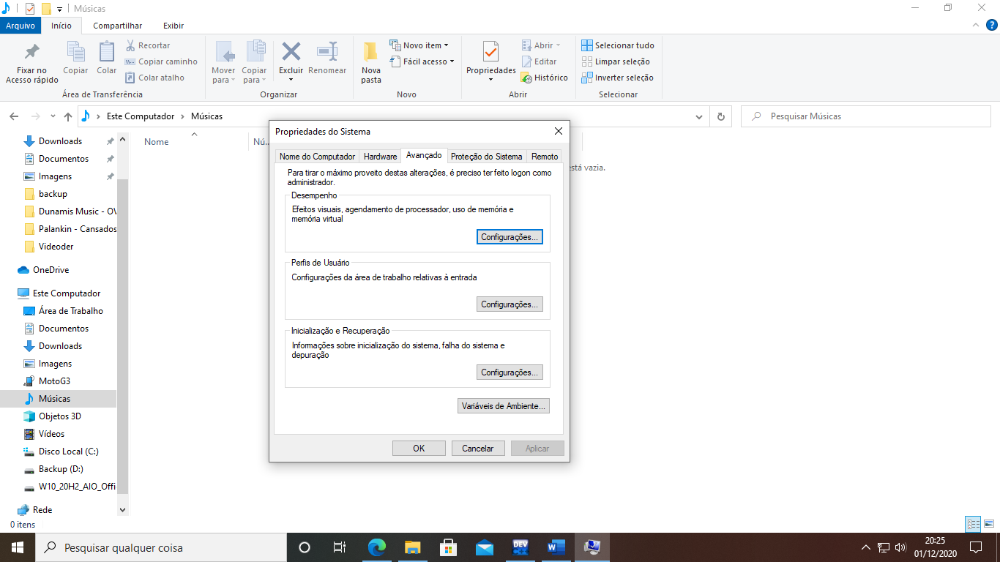 Músicas
Arquivo
Início
Compartilhar
Exibir
Fixar no
Acesso rápido
Copiar
Colar
Recortar
Copiar caminho
Colar atalho
Área de Transferência
Mover
para
Copiar
para
Excluir
Renomear
Organizar
Nova
pasta
Novo item
Fácil acesso
Novo
Propriedades
Abrir
Editar
Histórico
Abrir
Selecionar tudo
Limpar seleção
Inverter seleção
Selecionar
Este Computador
Músicas
Pesquisar Músicas
Nome
Nú...
está vazia.
Downloads
Documentos
Imagens
backup
Dunamis Music - OV
Palankin - Cansados
Videoder
OneDrive
Este Computador
Área de Trabalho
Documentos
Downloads
Imagens
MotoG3
Músicas
Objetos 3D
Vídeos
Disco Local (C:)
Backup (D:)
W10_20H2_AIO_Offi
Rede
0 itens
Propriedades do Sistema
Nome do Computador
Hardware
Avançado
Proteção do Sistema
Remoto
Para tirar o máximo proveito destas alterações, é preciso ter feito logon como
administrador.
Desempenho
Efeitos visuais, agendamento de processador, uso de memória e
memória virtual
Configurações...
Perfis de Usuário
Configurações da área de trabalho relativas à entrada
Configurações...
Inicialização e Recuperação
Informações sobre inicialização do sistema, falha do sistema e
depuração
Configurações...
Variáveis de Ambiente...
OK
Cancelar
Aplicar
Pesquisar qualquer coisa
DEV
W
20:25
01/12/2020